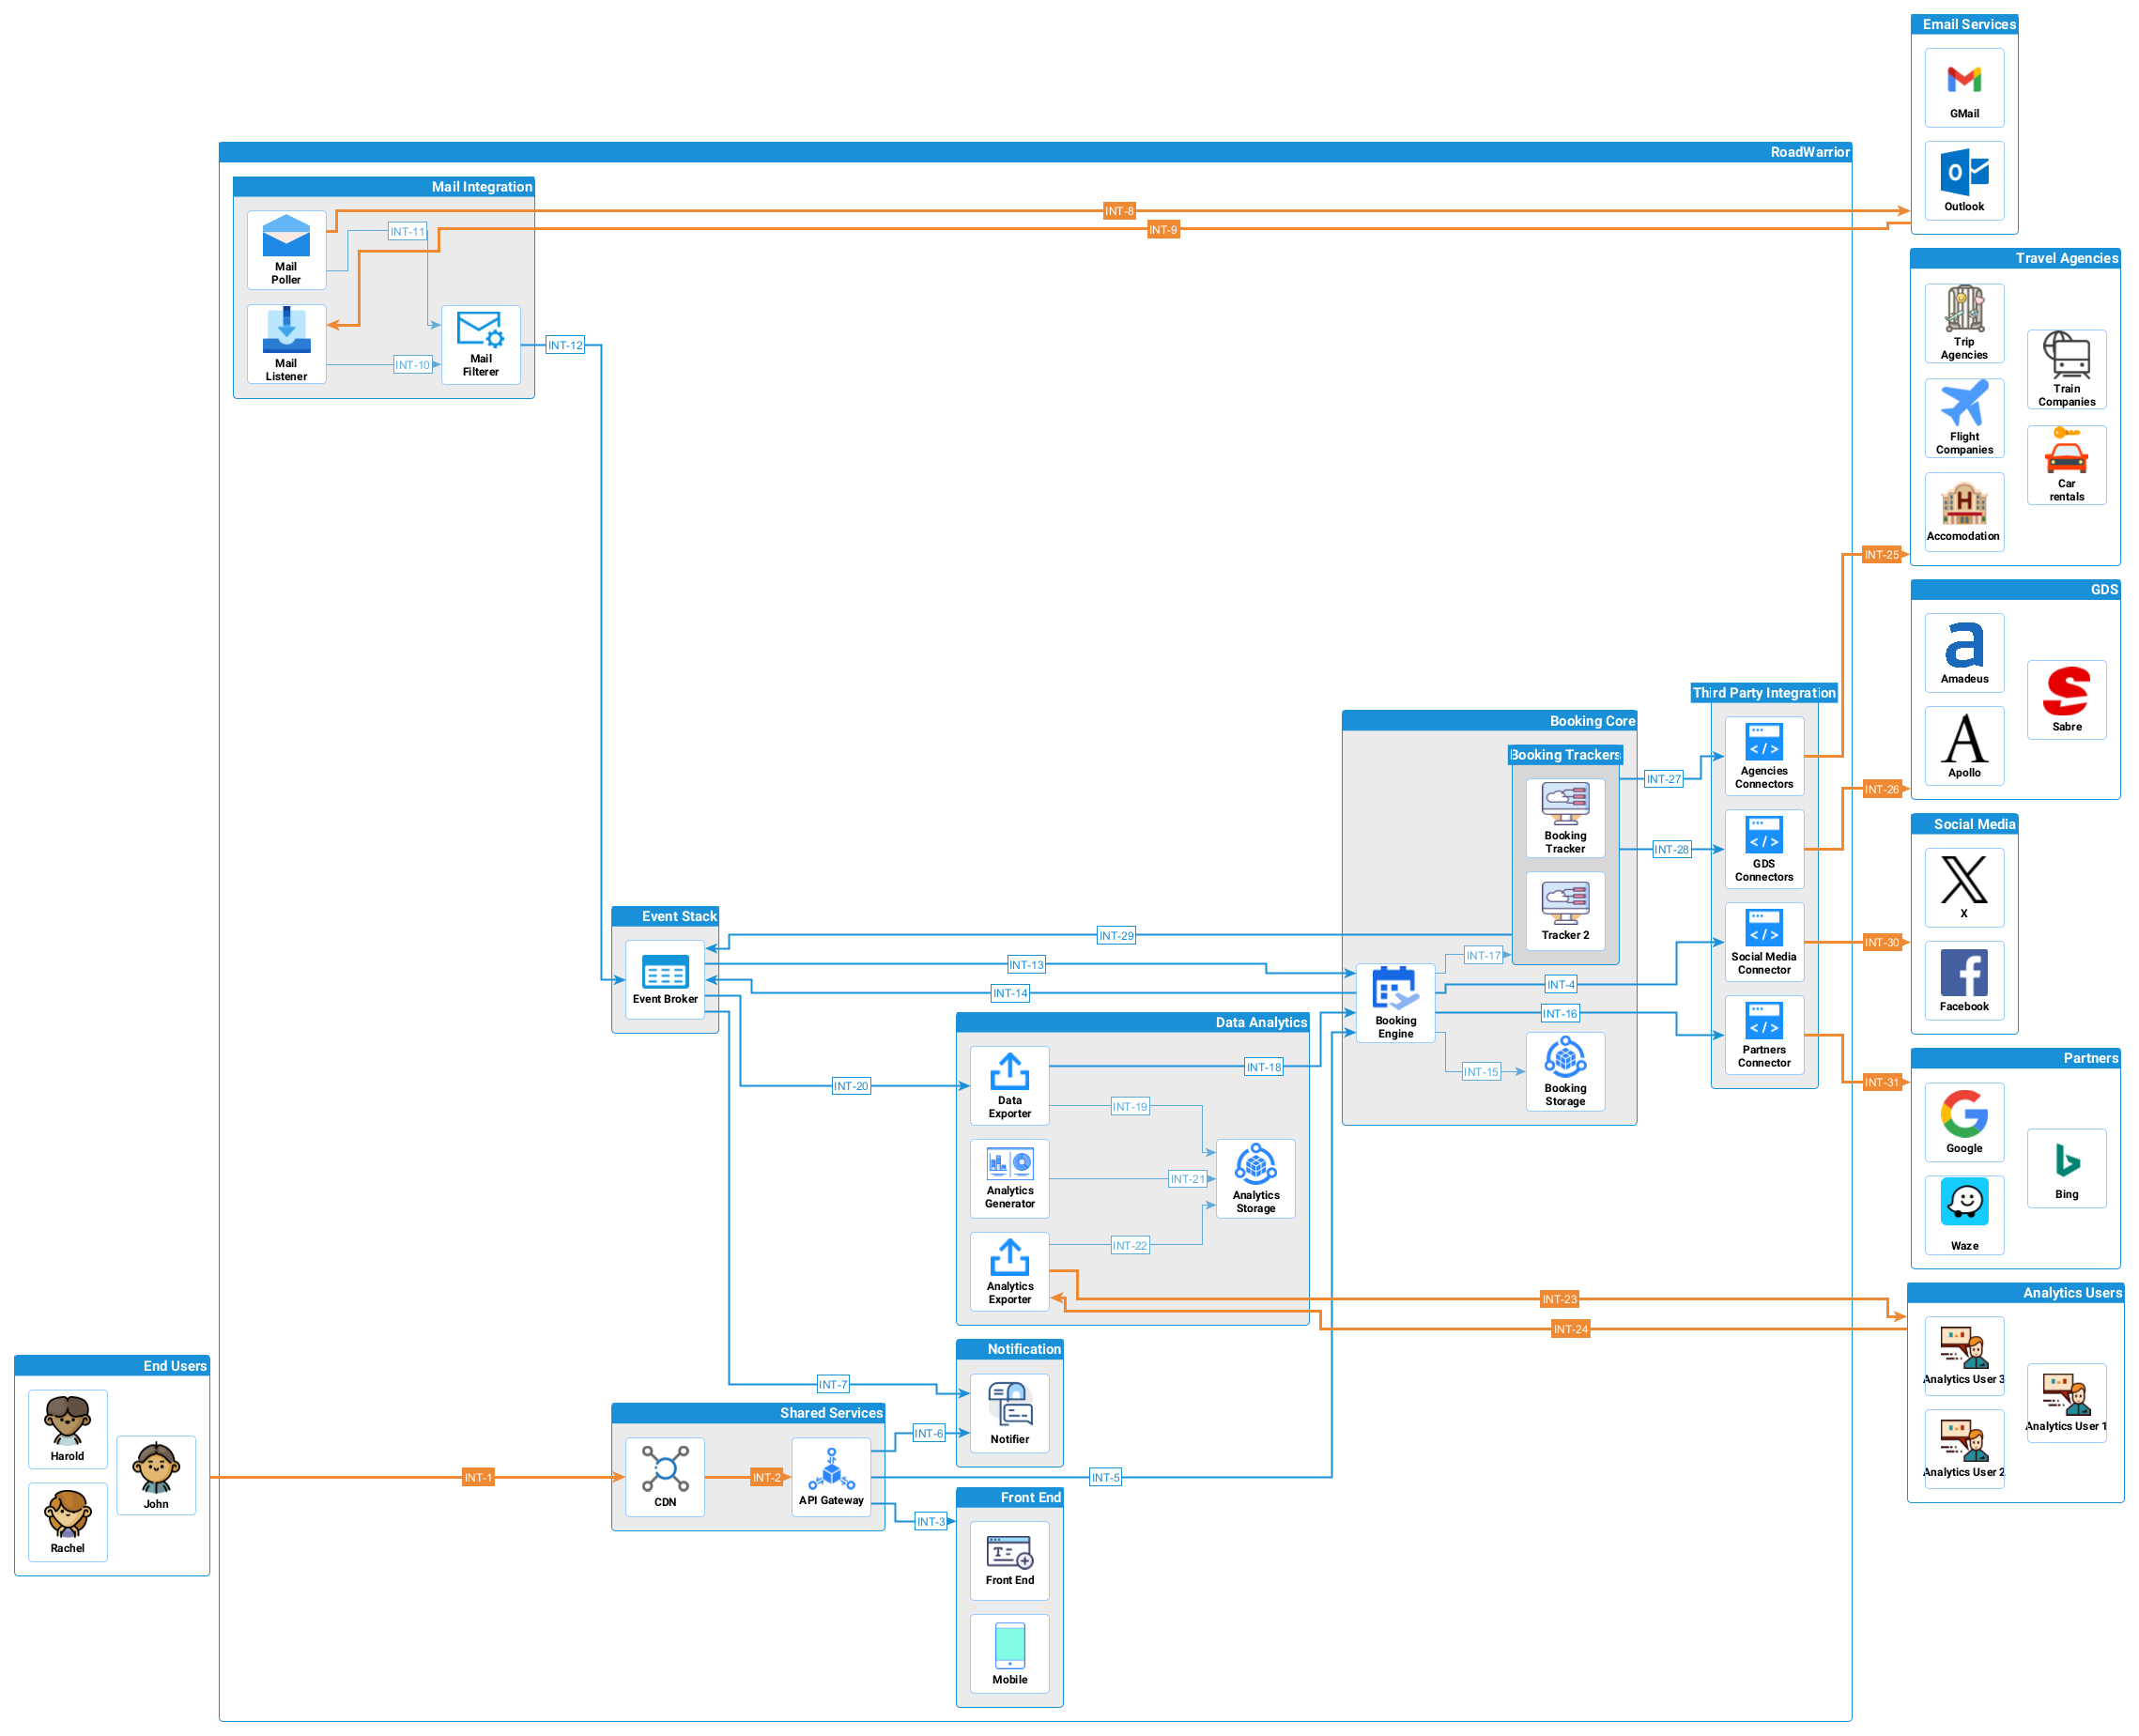 Email Services
GMail
Outlook
RoadWarrior
Mail Integration
Mail
Poller
INT-11
INT-8
INT-9
Mail
Listener
INT-10
Mail
Filterer
INT-12
Travel Agencies
Trip
Agencies
Train
Companies
Flight
Companies
Car
rentals
Accomodation
INT-25
GDS
Amadeus
Sabre
Apollo
INT-26
Third Party Integration
Agencies
Connectors
GDS
Connectors
Social Media
Connector
Partners
Connector
Booking Core
Booking Trackers
Booking
Tracker
Tracker 2
INT-27
INT-28
INT-17
INT-4
INT-16
INT-15
Booking
Engine
Booking
Storage
Social Media
X
Facebook
INT-30
Event Stack
Event Broker
INT-29
INT-13
INT-14
INT-20
Data Analytics
Data
Exporter
INT-18
INT-19
Analytics
Generator
INT-21
Analytics
Storage
Analytics
Exporter
INT-22
INT-31
Partners
Google
Bing
Waze
INT-23
INT-24
Analytics Users
Analytics User 3
Analytics User 1
Analytics User 2
End Users
Harold
John
Rachel
INT-1
INT-7
Notification
Notifier
Shared Services
CDN
INT-2
API Gateway
INT-6
INT-5
INT-3
Front End
Front End
Mobile